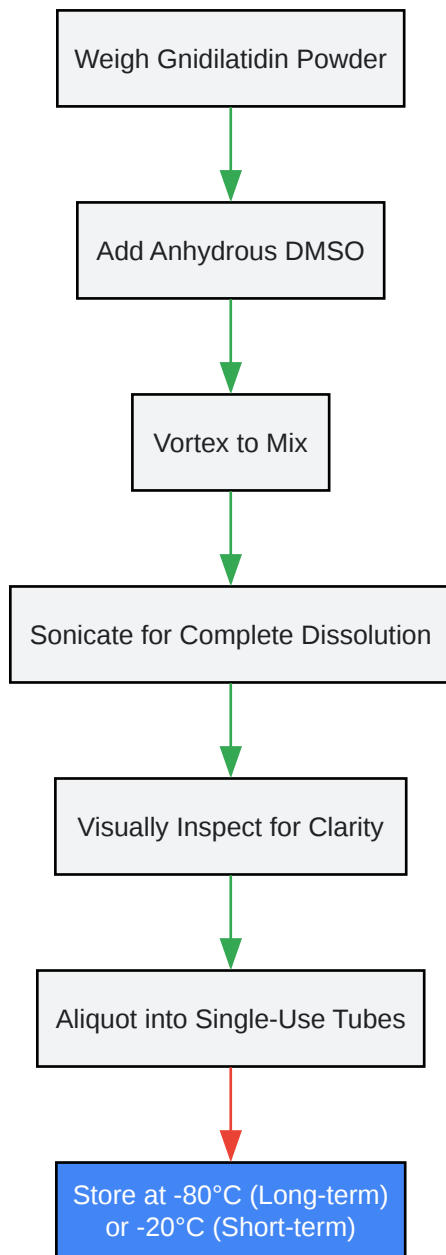 Weigh Gnidilatidin Powder
Add Anhydrous DMSO
Vortex to Mix
Sonicate for Complete Dissolution
Visually Inspect for Clarity
Aliquot into Single-Use Tubes
Store at -80°C (Long-term)
or -20°C (Short-term)